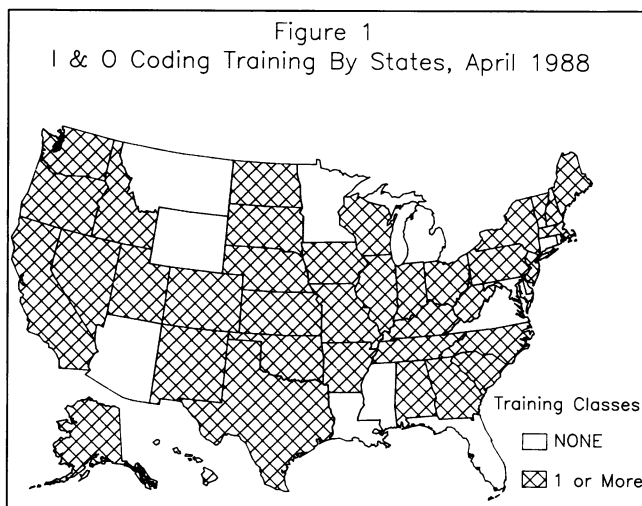 Figure 1
I & O Coding Training By States, April 1988
Training Classes
NONE
1 or More